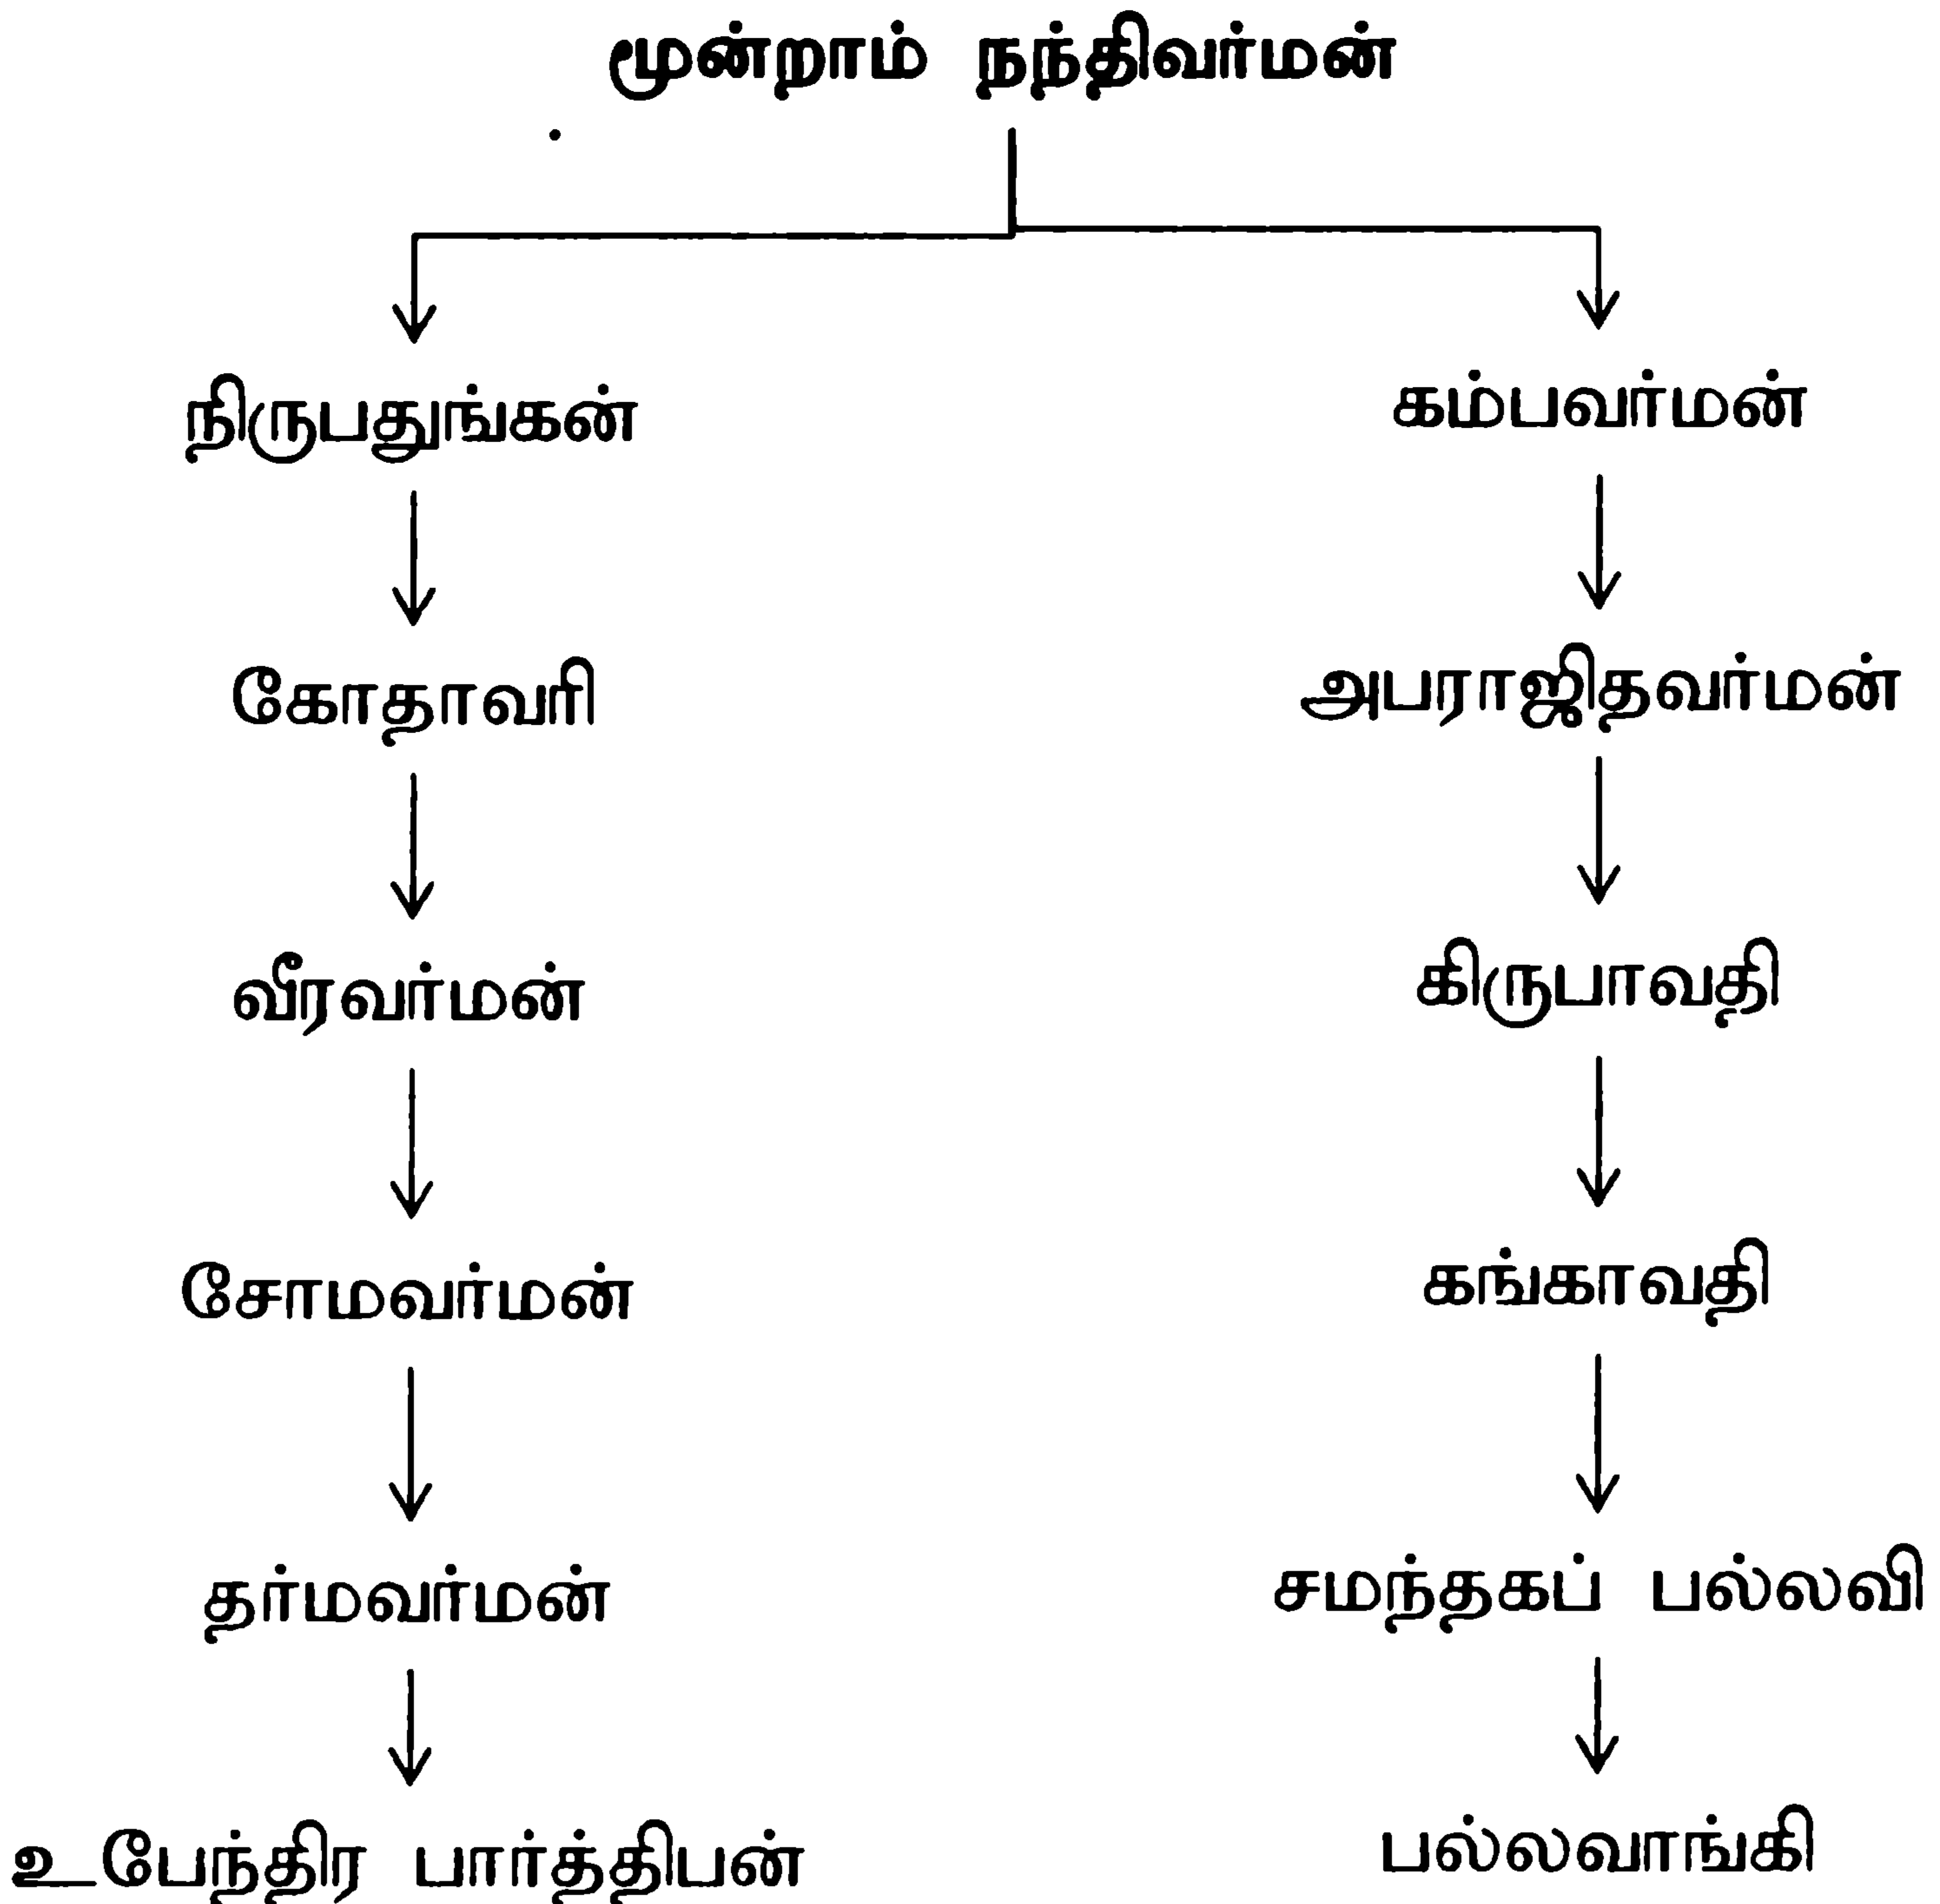 மூன்றாம் நந்திவர்மன்
நிருபதுங்கன்
கம்பவர்மன்
கோதாவரி
அபராஜிதவர்மன்
வீரவர்மன்
கிருபாவதி
சோமவர்மன்
கங்காவதி
தர்மவர்மன்
சமந்தகப் பல்லவி
உபேந்திர பார்த்திபன்
பல்லவாங்கி